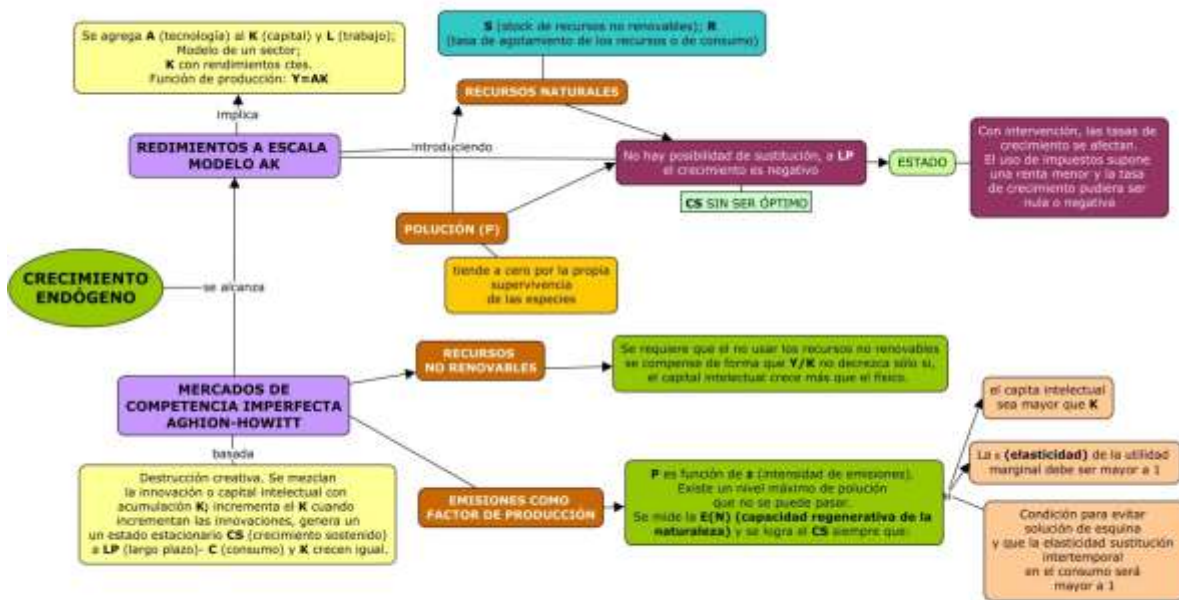 Se agrega A (tecnología) al K (capital) y L (trabajo);
Modelo de un sector;
K con rendimientos ctes.
Función de producción: Y=AK
S (stock de recursos no renovables); R
(tasa de agotamiento de los recursos o de consumo)
implica
RECURSOS NATURALES
REDIMIENTOS A ESCALA
MODELO AK
introduciendo
No hay posibilidad de sustitución, a LP
el crecimiento es negativo
ESTADO
Con intervención, las tasas de
crecimiento se afectan.
El uso de impuestos supone
una renta menor y la tasa
de crecimiento pudiera ser
nula o negativa
CS SIN SER ÓPTIMO
POLUCIÓN (P)
tiende a cero por la propia
supervivencia
de las especies
CRECIMIENTO
ENDÓGENO
se alcanza
RECURSOS
NO RENOVABLES
Se requiere que el no usar los recursos no renovables
se compense de forma que Y/K no decrezca solo si,
el capital intelectual crece más que el físico.
MERCADOS DE
COMPETENCIA IMPERFECTA
AGHION-HOWITT
basada
Destrucción creativa. Se mezclan
la innovación o capital intelectual con
acumulación K; incrementa el K cuando
incrementan las innovaciones, genera un
un estado estacionario CS (crecimiento sostenido)
a LP (largo plazo)- C (consumo) y K crecen igual.
EMISIONES COMO
FACTOR DE PRODUCCIÓN
P es función de z (intensidad de emisiones).
Existe un nivel máximo de polución
que no se puede pasar.
Se mide la E(N) (capacidad regenerativa de la
naturaleza) y se logra el CS siempre que:
el capita intelectual
sea mayor que K
La ε (elasticidad) de la utilidad
marginal debe ser mayor a 1
Condición para evitar
solución de esquina
y que la elasticidad sustitución
intertemporal
en el consumo será
mayor a 1